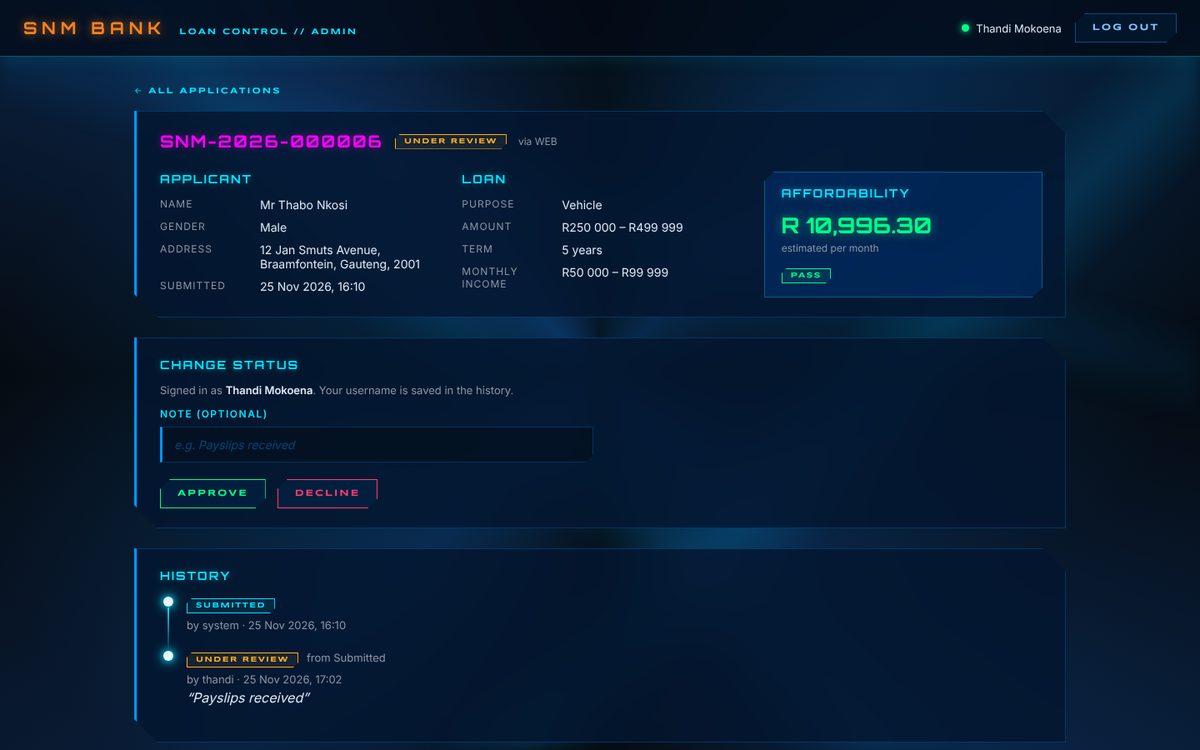 SNM BANK LOAN CONTROL // ADMIN
Thandi Mokoena
LOG OUT
← ALL APPLICATIONS
SNM-2026-000006 UNDER REVIEW via WEB
APPLICANT
NAME Mr Thabo Nkosi
GENDER Male
ADDRESS 12 Jan Smuts Avenue,
Braamfontein, Gauteng, 2001
SUBMITTED 25 Nov 2026, 16:10
LOAN
PURPOSE Vehicle
AMOUNT R250 000 – R499 999
TERM 5 years
MONTHLY INCOME R50 000 – R99 999
AFFORDABILITY
R 10,996.30
estimated per month
PASS
CHANGE STATUS
Signed in as Thandi Mokoena. Your username is saved in the history.
NOTE (OPTIONAL)
e.g. Payslips received
APPROVE DECLINE
HISTORY
SUBMITTED
by system · 25 Nov 2026, 16:10
UNDER REVIEW from Submitted
by thandi · 25 Nov 2026, 17:02
“Payslips received”